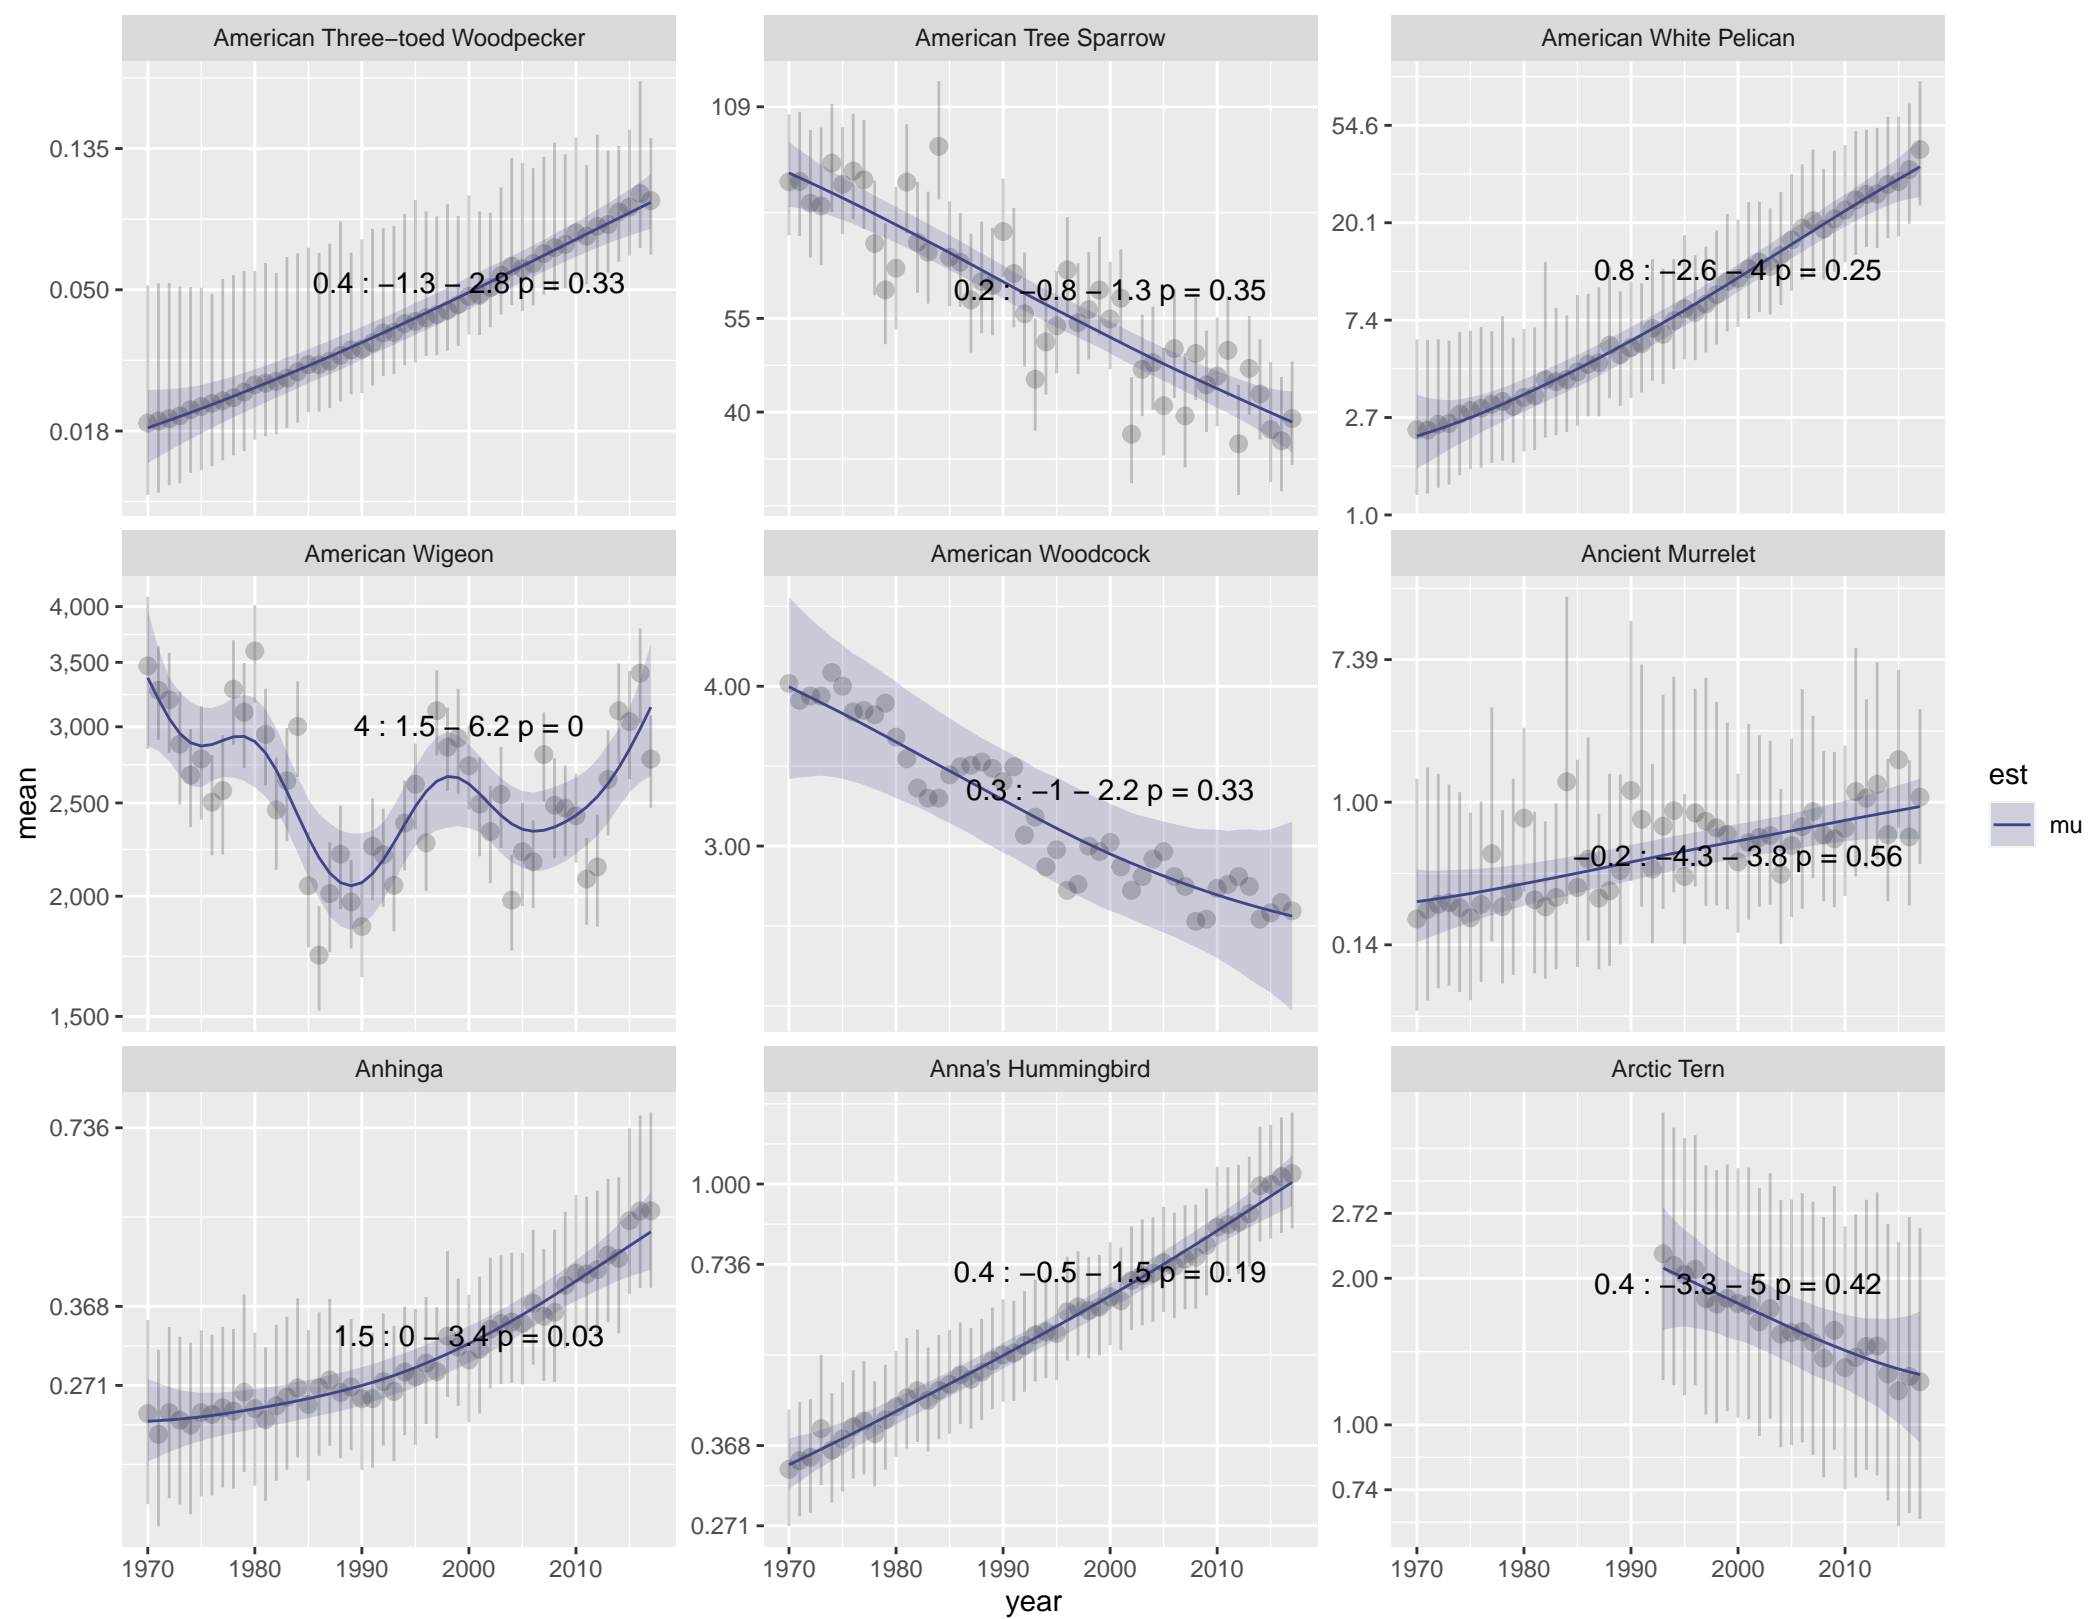 American Three−toed Woodpecker
American Tree Sparrow
American White Pelican
0.135
0.050
0.018
0.4 : −1.3 − 2.8 p = 0.33
109
55
40
0.2 : −0.8 − 1.3 p = 0.35
54.6
20.1
7.4
2.7
1.0
0.8 : −2.6 − 4 p = 0.25
American Wigeon
American Woodcock
Ancient Murrelet
4,000
3,500
3,000
2,500
2,000
1,500
4 : 1.5 − 6.2 p = 0
4.00
3.00
0.3 : −1 − 2.2 p = 0.33
7.39
1.00
0.14
−0.2 : −4.3 − 3.8 p = 0.56
mean
est
mu
Anhinga
Anna's Hummingbird
Arctic Tern
0.736
0.368
0.271
1.5 : 0 − 3.4 p = 0.03
1.000
0.736
0.368
0.271
0.4 : −0.5 − 1.5 p = 0.19
2.72
2.00
1.00
0.74
0.4 : −3.3 − 5 p = 0.42
1970 1980 1990 2000 2010
1970 1980 1990 2000 2010
1970 1980 1990 2000 2010
year